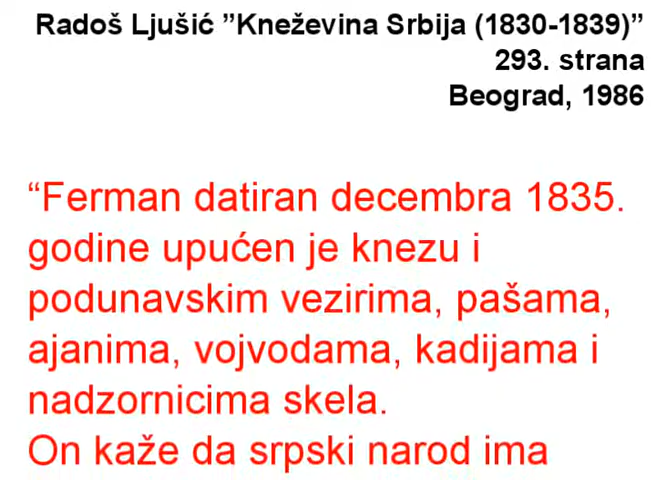 Radoš Ljušić ”Kneževina Srbija (1830-1839)”
293. strana
Beograd, 1986
“Ferman datiran decembra 1835.
godine upućen je knezu i
podunavskim vezirima, pašama,
ajanima, vojvodama, kadijama i
nadzornicima skela.
On kaže da srpski narod ima